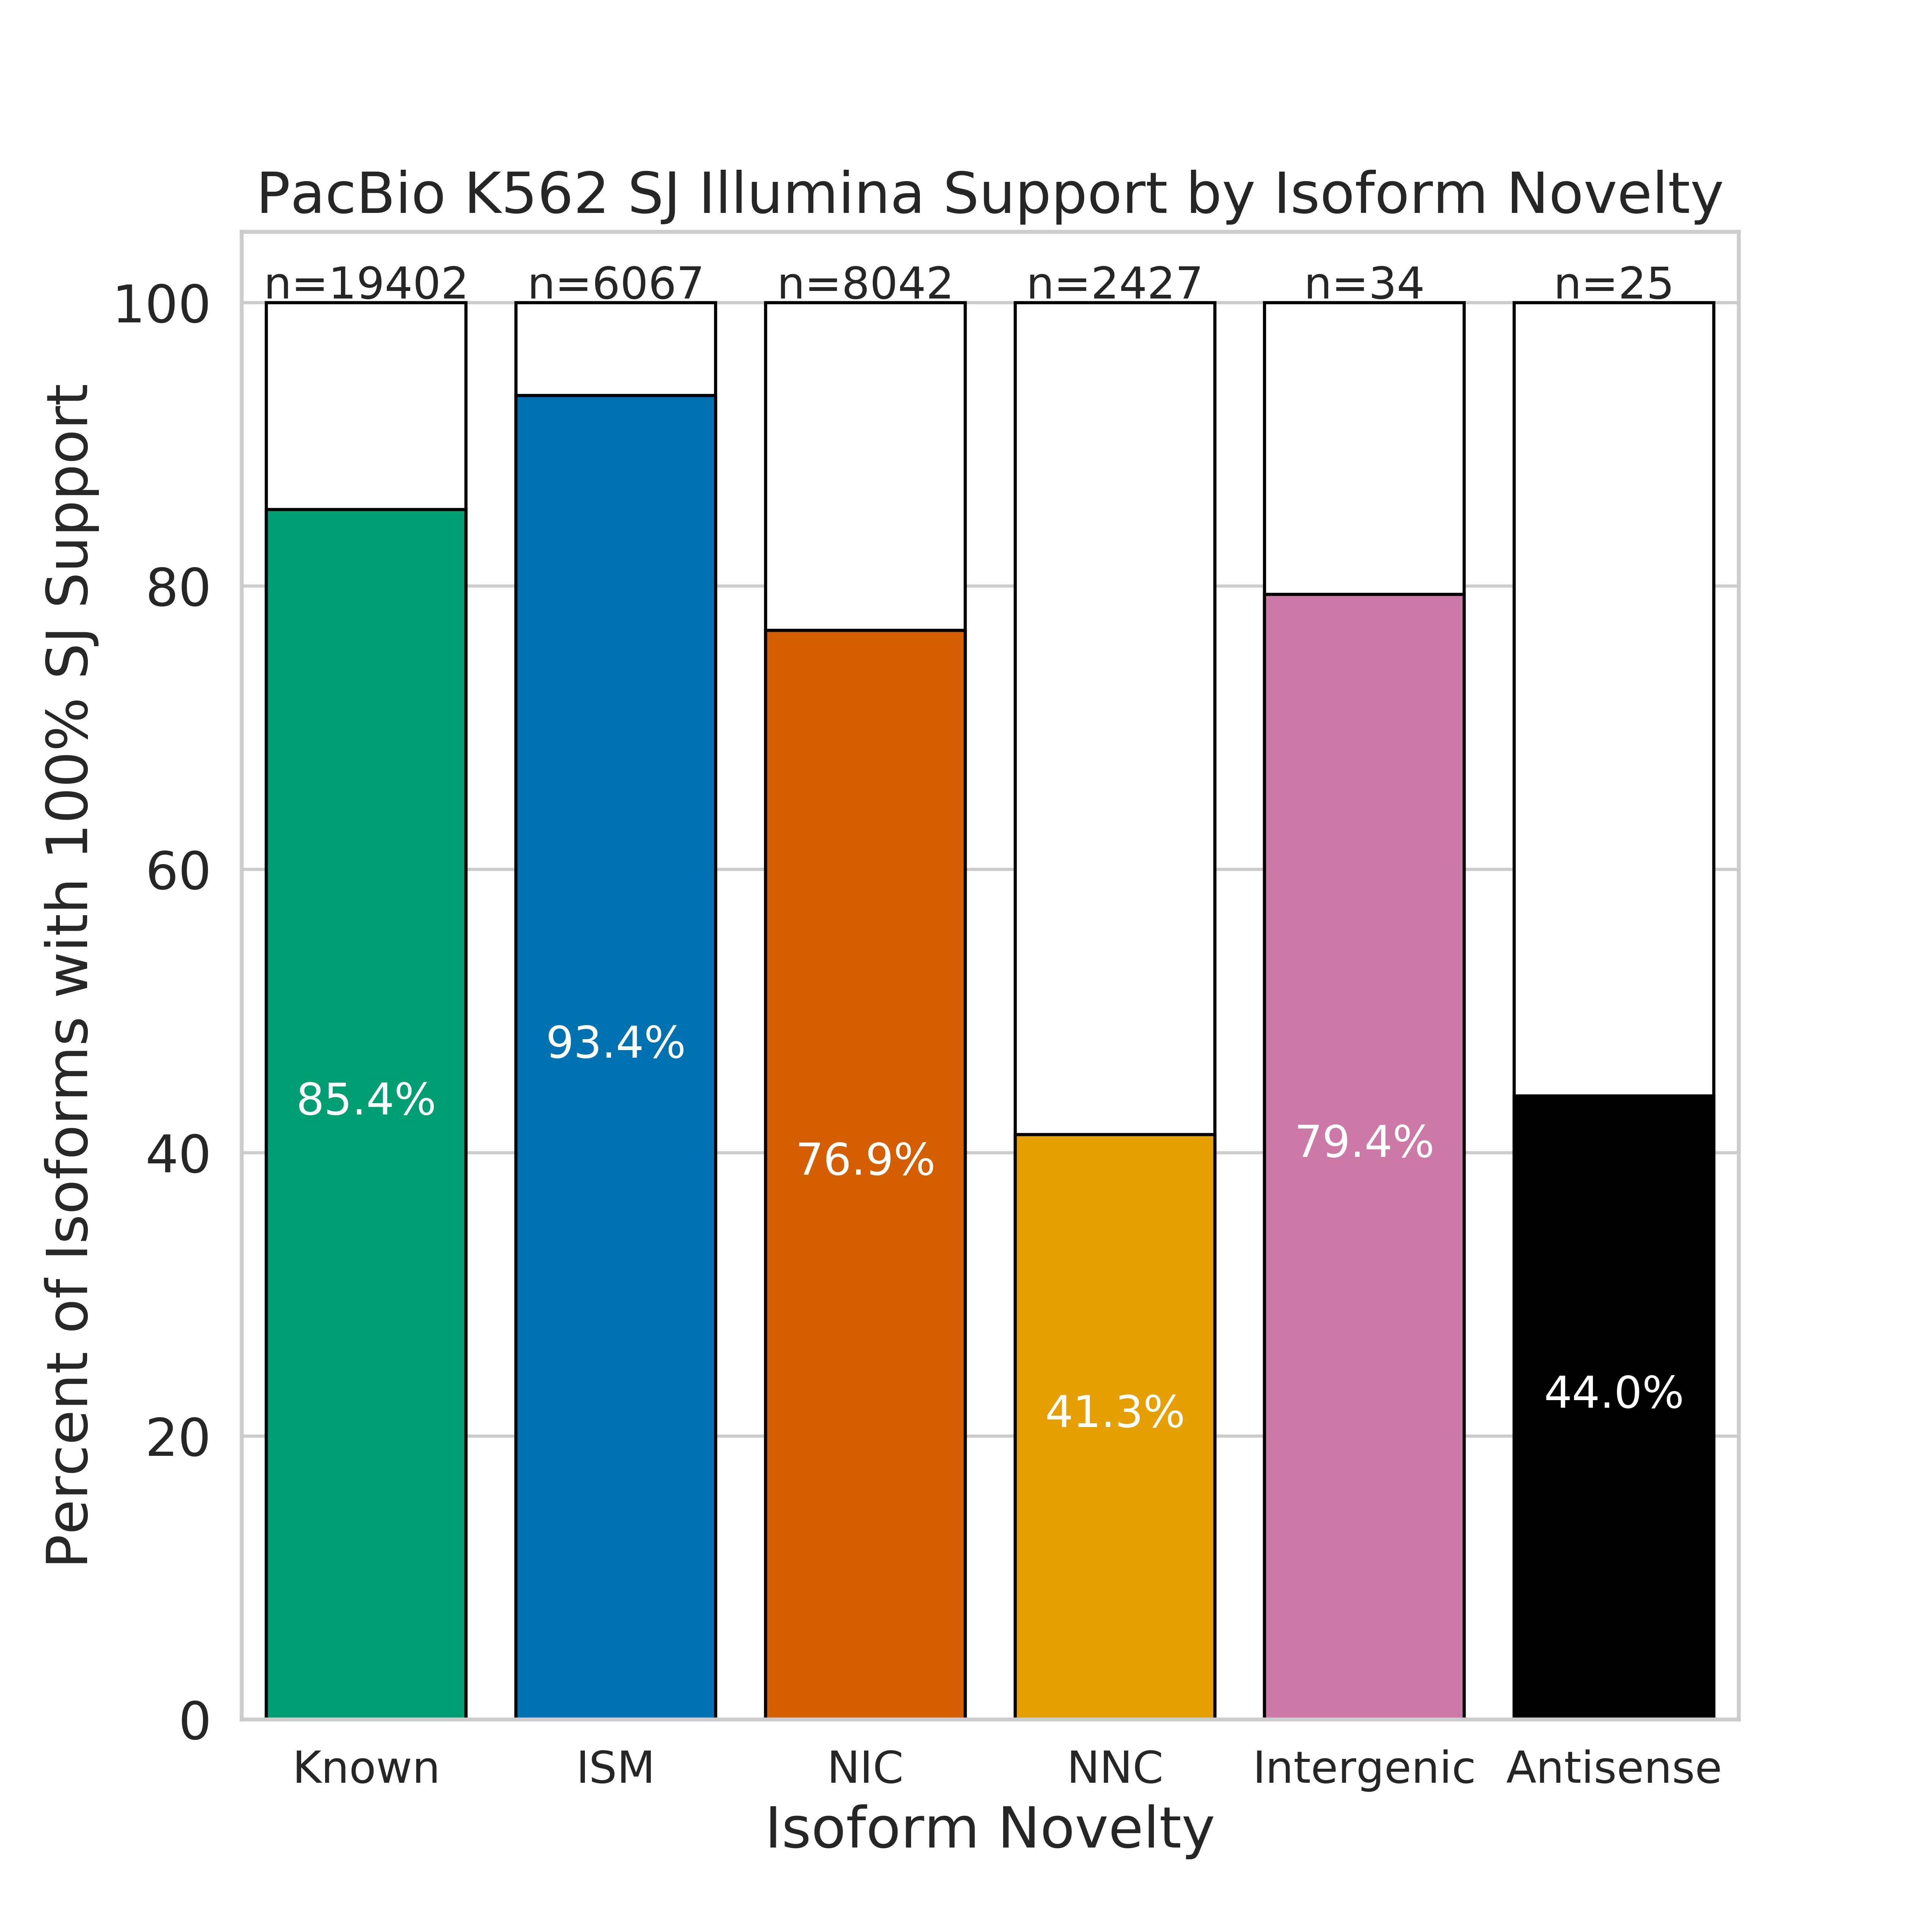 PacBio K562 SJ Illumina Support by Isoform Novelty
n=19402 n=6067 n=8042 n=2427 n=34 n=25
Percent of Isoforms with 100% SJ Support
100
80
60
40
20
0
85.4%
93.4%
76.9%
41.3%
79.4%
44.0%
Known ISM NIC NNC Intergenic Antisense
Isoform Novelty